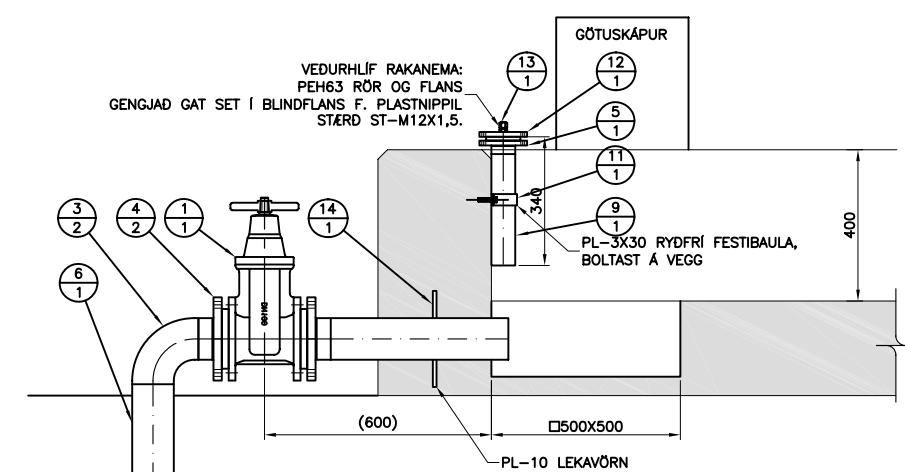 GÖTUSKÁPUR
VEÐURHLÍF RAKANEMA:
PEH63 RÖR OG FLANS
GENGJAÐ GAT SET Í BLINDFLANS F. PLASTNIPPIL
STÆRÐ ST-M12X1,5.
13
1
12
1
5
1
11
1
9
1
340
400
PL-3X30 RYÐFRÍ FESTIBAULA,
BOLTAST Á VEGG
3
2
4
2
1
1
14
1
6
1
DN100
(600)
□500X500
PL-10 LEKAVÖRN